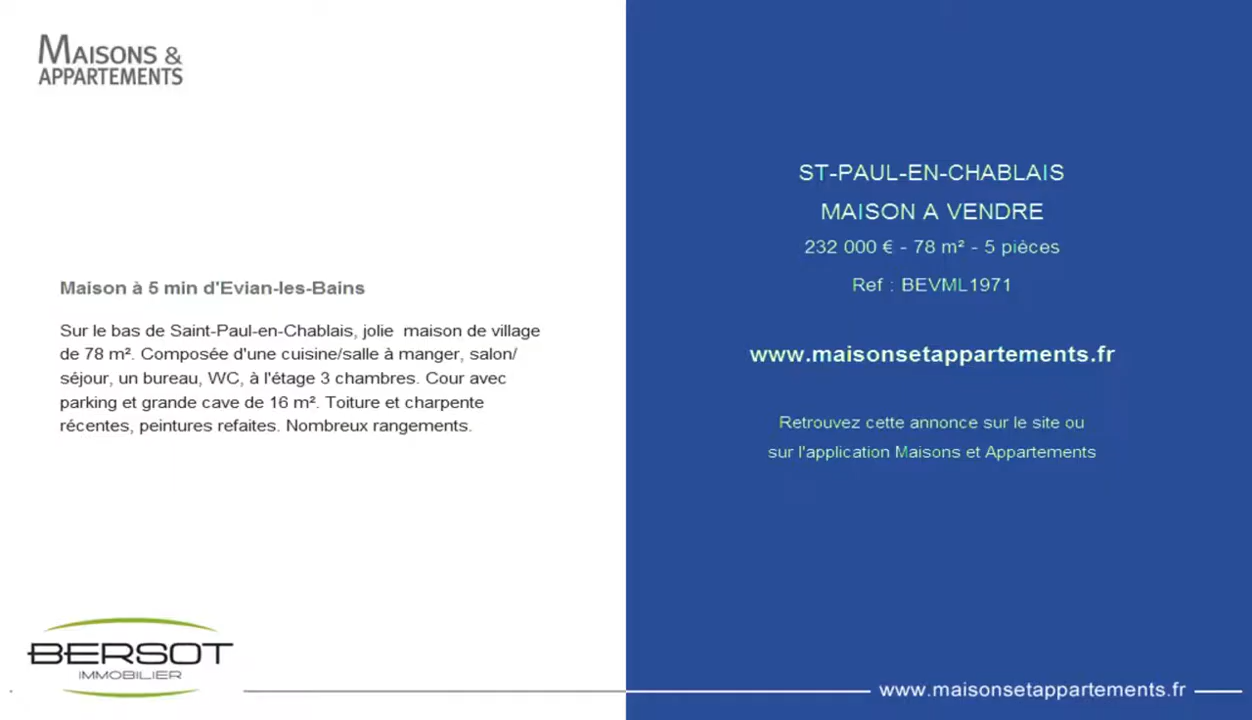 MAISONS &
APPARTEMENTS
Maison à 5 min d'Evian-les-Bains
Sur le bas de Saint-Paul-en-Chablais, jolie  maison de village
de 78 m². Composée d'une cuisine/salle à manger, salon/
séjour, un bureau, WC, à l'étage 3 chambres. Cour avec
parking et grande cave de 16 m². Toiture et charpente
récentes, peintures refaites. Nombreux rangements.
BERSOT
IMMOBILIER
ST-PAUL-EN-CHABLAIS
MAISON A VENDRE
232 000 € - 78 m² - 5 pièces
Ref : BEVML1971
www.maisonsetappartements.fr
Retrouvez cette annonce sur le site ou
sur l'application Maisons et Appartements
www.maisonsetappartements.fr